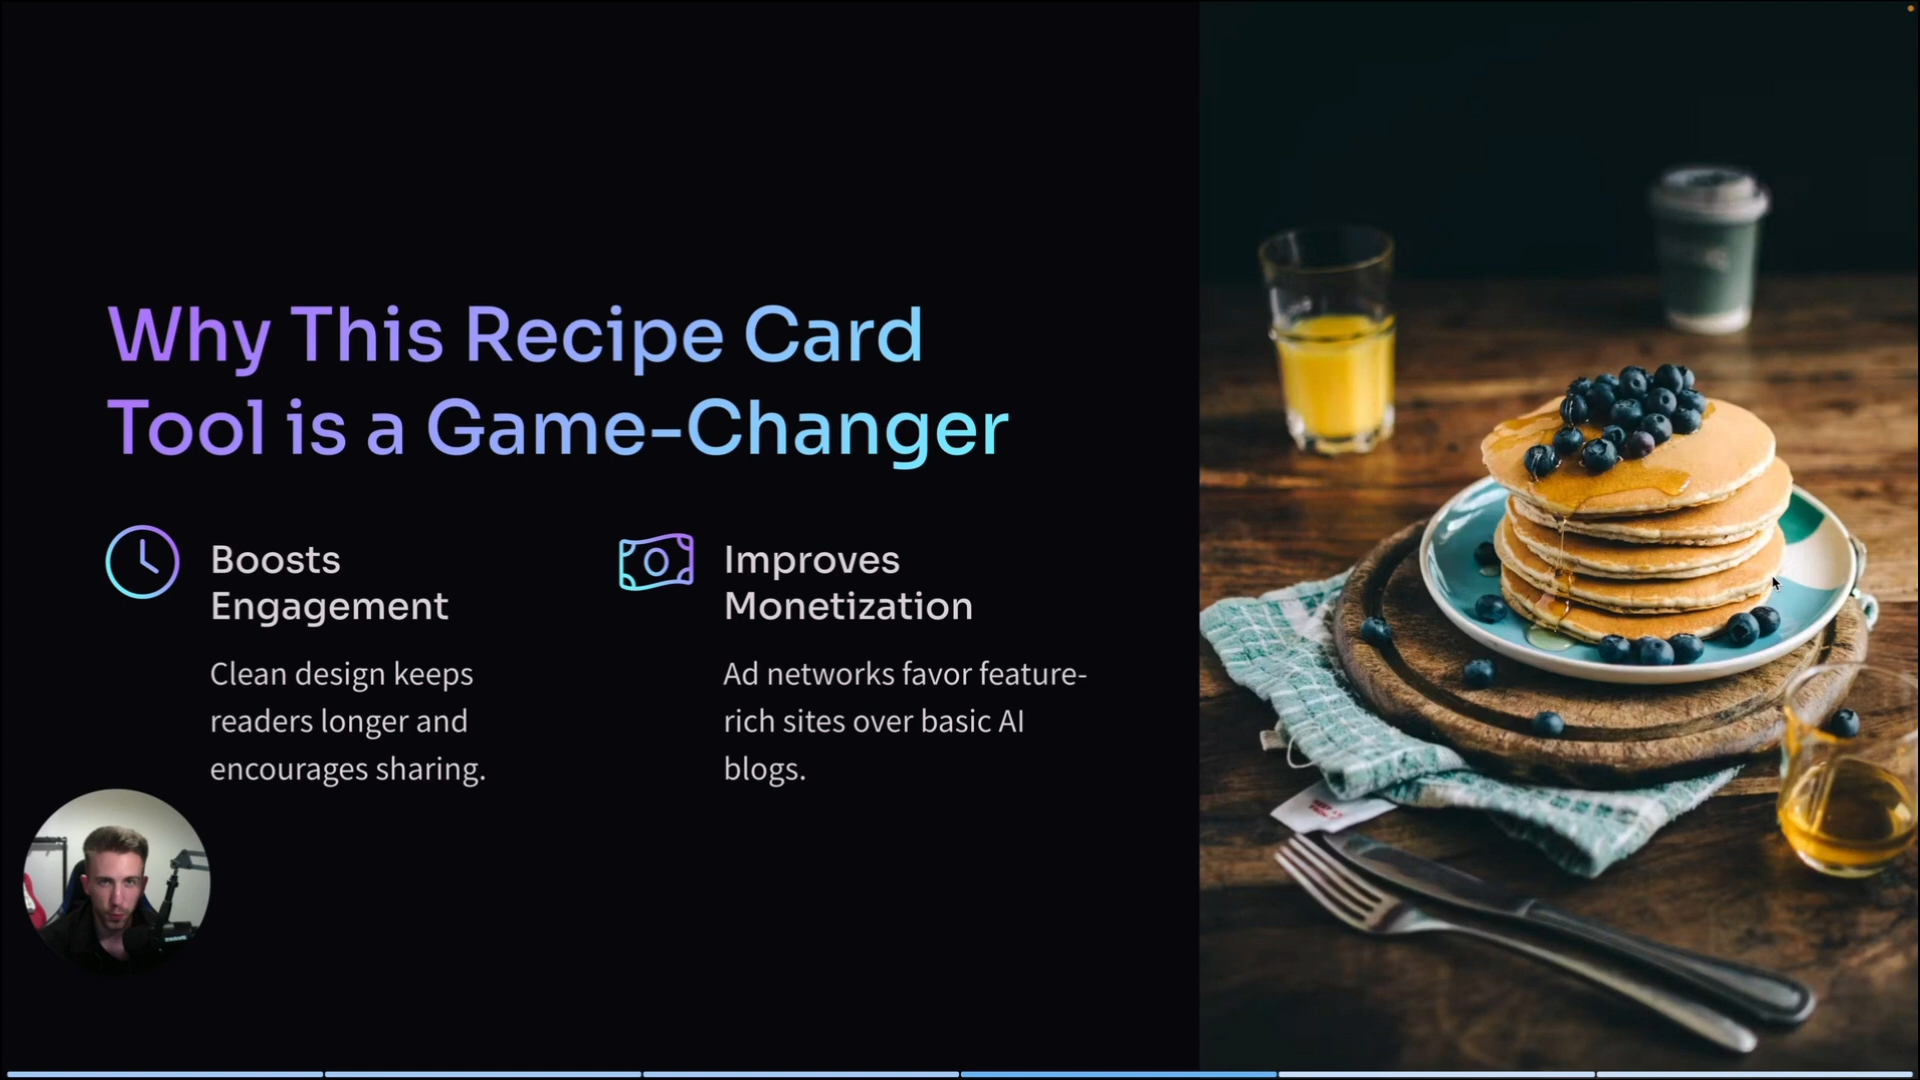 Why This Recipe Card
Tool is a Game-Changer
Boosts
Engagement
Clean design keeps
readers longer and
encourages sharing.
Improves
Monetization
Ad networks favor feature-
rich sites over basic AI
blogs.